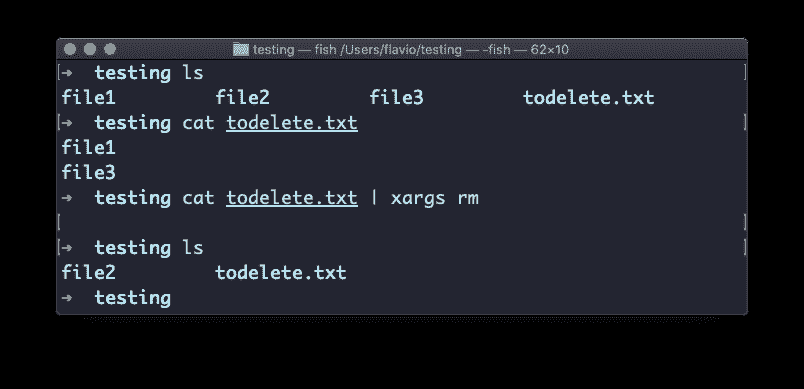 testing — fish /Users/flavio/testing — -fish — 62×10
[➜  testing ls ]
file1 file2 file3 todelete.txt
[➜  testing cat todelete.txt ]
file1
file3
➜  testing cat todelete.txt | xargs rm
[ ]
[➜  testing ls ]
file2 todelete.txt
➜  testing